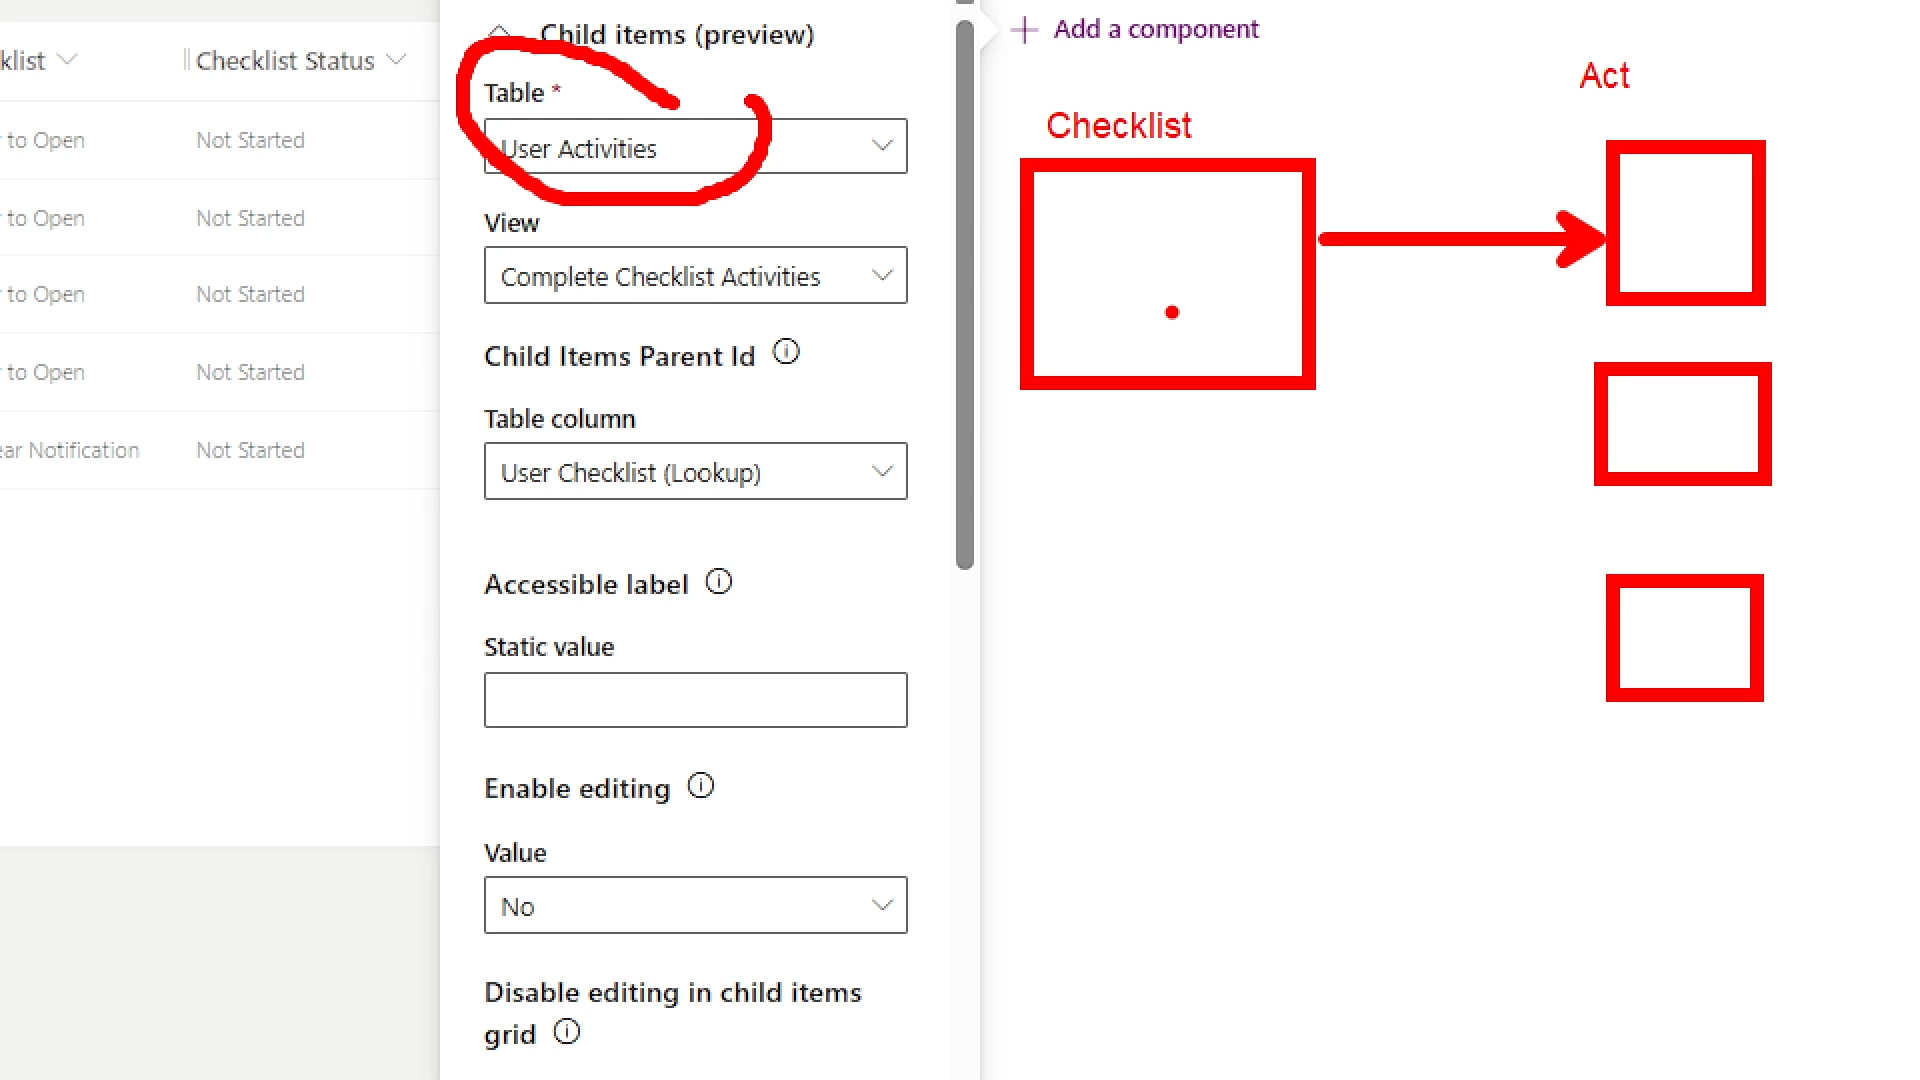 klist
Checklist Status
to Open
Not Started
to Open
Not Started
to Open
Not Started
to Open
Not Started
ear Notification
Not Started
Child items (preview)
Table *
User Activities
View
Complete Checklist Activities
Child Items Parent Id
Table column
User Checklist (Lookup)
Accessible label
Static value
Enable editing
Value
No
Disable editing in child items
grid
Add a component
Checklist
Act